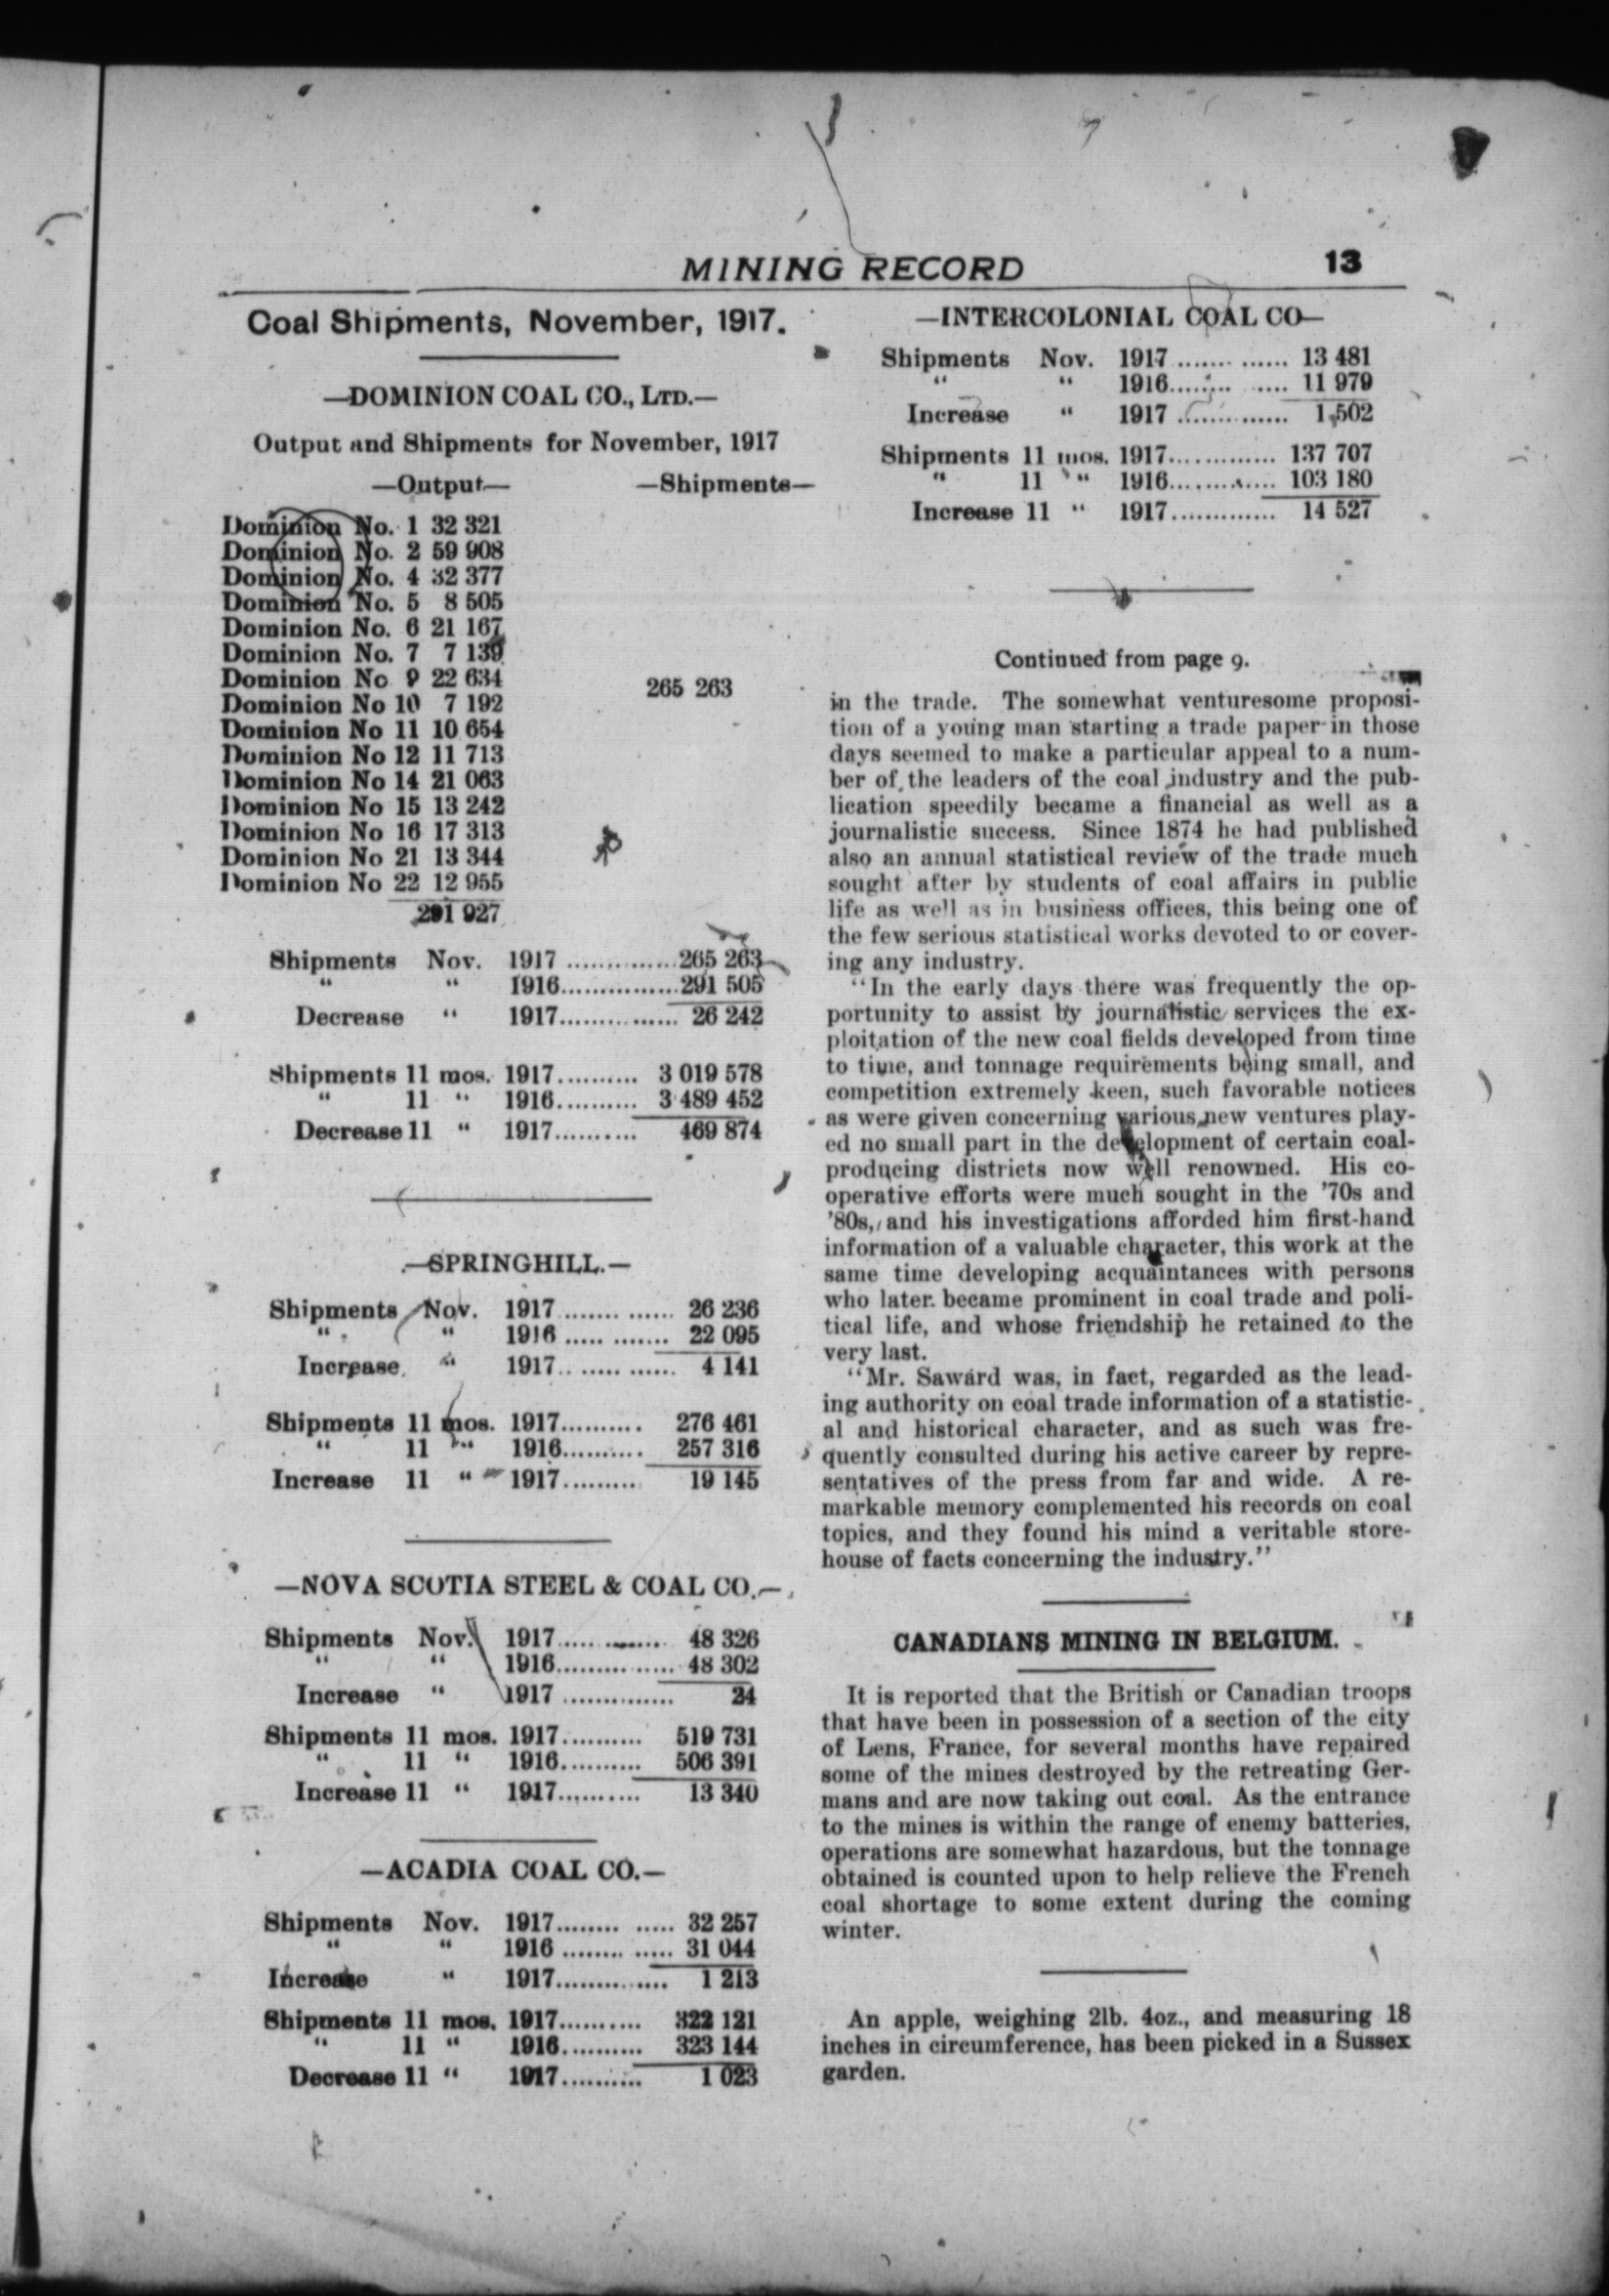 MINING RECORD 13
Coal Shipments, November, 1917.
—DOMINION COAL CO., LTD.—
Output and Shipments for November, 1917
—Output— —Shipments—
Dominion No. 1 32 321
Dominion No. 2 59 908
Dominion No. 4 32 377
Dominion No. 5 8 505
Dominion No. 6 21 167
Dominion No. 7 7 139
Dominion No 9 22 634
265 263
Dominion No 10 7 192
Dominion No 11 10 654
Dominion No 12 11 713
Dominion No 14 21 063
Dominion No 15 13 242
Dominion No 16 17 313
Dominion No 21 13 344
Dominion No 22 12 955
291 927
Shipments Nov. 1917 ............... 265 263
“ “ 1916............... 291 505
Decrease “ 1917............... 26 242
Shipments 11 mos. 1917.......... 3 019 578
“ 11 “ 1916.......... 3 489 452
Decrease 11 “ 1917.......... 469 874
—SPRINGHILL.—
Shipments Nov. 1917 ........ ...... 26 236
“ “ 1916 ..... ....... 22 095
Increase “ 1917.. ...... ...... 4 141
Shipments 11 mos. 1917.......... 276 461
“ 11 “ 1916.......... 257 316
Increase 11 “ 1917.......... 19 145
—NOVA SCOTIA STEEL & COAL CO.—
Shipments Nov. 1917..... ........ 48 326
“ “ 1916............... 48 302
Increase “ 1917 .............. 24
Shipments 11 mos. 1917.......... 519 731
“ 11 “ 1916.......... 506 391
Increase 11 “ 1917.......... 13 340
—ACADIA COAL CO.—
Shipments Nov. 1917........ ..... 32 257
“ “ 1916 ........ ..... 31 044
Increase “ 1917.............. 1 213
Shipments 11 mos. 1917.......... 322 121
“ 11 “ 1916.......... 323 144
Decrease 11 “ 1917.......... 1 023
—INTERCOLONIAL COAL CO—
Shipments Nov. 1917 ....... ...... 13 481
“ “ 1916........ ..... 11 979
Increase “ 1917 .............. 1,502
Shipments 11 mos. 1917............. 137 707
“ 11 “ 1916............. 103 180
Increase 11 “ 1917............. 14 527
Continued from page 9.
in the trade. The somewhat venturesome proposi-
tion of a young man starting a trade paper in those
days seemed to make a particular appeal to a num-
ber of the leaders of the coal industry and the pub-
lication speedily became a financial as well as a
journalistic success. Since 1874 he had published
also an annual statistical review of the trade much
sought after by students of coal affairs in public
life as well as in business offices, this being one of
the few serious statistical works devoted to or cover-
ing any industry.
“In the early days there was frequently the op-
portunity to assist by journalistic services the ex-
ploitation of the new coal fields developed from time
to time, and tonnage requirements being small, and
competition extremely keen, such favorable notices
as were given concerning various new ventures play-
ed no small part in the development of certain coal-
producing districts now well renowned. His co-
operative efforts were much sought in the ’70s and
’80s, and his investigations afforded him first-hand
information of a valuable character, this work at the
same time developing acquaintances with persons
who later became prominent in coal trade and poli-
tical life, and whose friendship he retained to the
very last.
“Mr. Saward was, in fact, regarded as the lead-
ing authority on coal trade information of a statistic-
al and historical character, and as such was fre-
quently consulted during his active career by repre-
sentatives of the press from far and wide. A re-
markable memory complemented his records on coal
topics, and they found his mind a veritable store-
house of facts concerning the industry.”
CANADIANS MINING IN BELGIUM.
It is reported that the British or Canadian troops
that have been in possession of a section of the city
of Lens, France, for several months have repaired
some of the mines destroyed by the retreating Ger-
mans and are now taking out coal. As the entrance
to the mines is within the range of enemy batteries,
operations are somewhat hazardous, but the tonnage
obtained is counted upon to help relieve the French
coal shortage to some extent during the coming
winter.
An apple, weighing 2lb. 4oz., and measuring 18
inches in circumference, has been picked in a Sussex
garden.